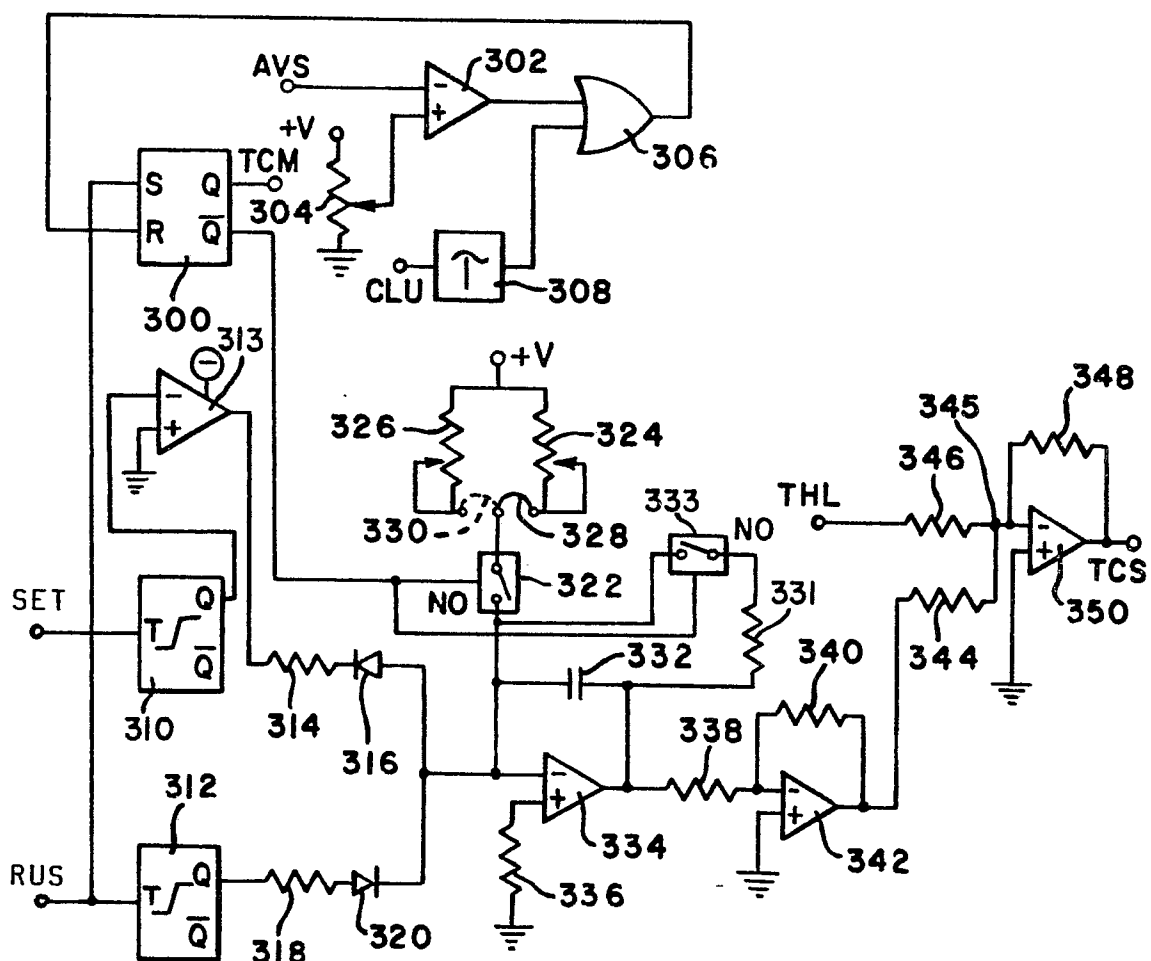 AVS
302
-
+
+V
306
TCM
S Q
304
R Q̅
CLU
308
300
313
-
-
+
+V
326
324
330
328
333
NO
345
348
346
THL
-
+
TCS
350
322
NO
331
344
SET
T Q
Q̅
310
314
316
332
340
338
312
-
+
334
-
+
342
RUS
T Q
Q̅
318
320
336